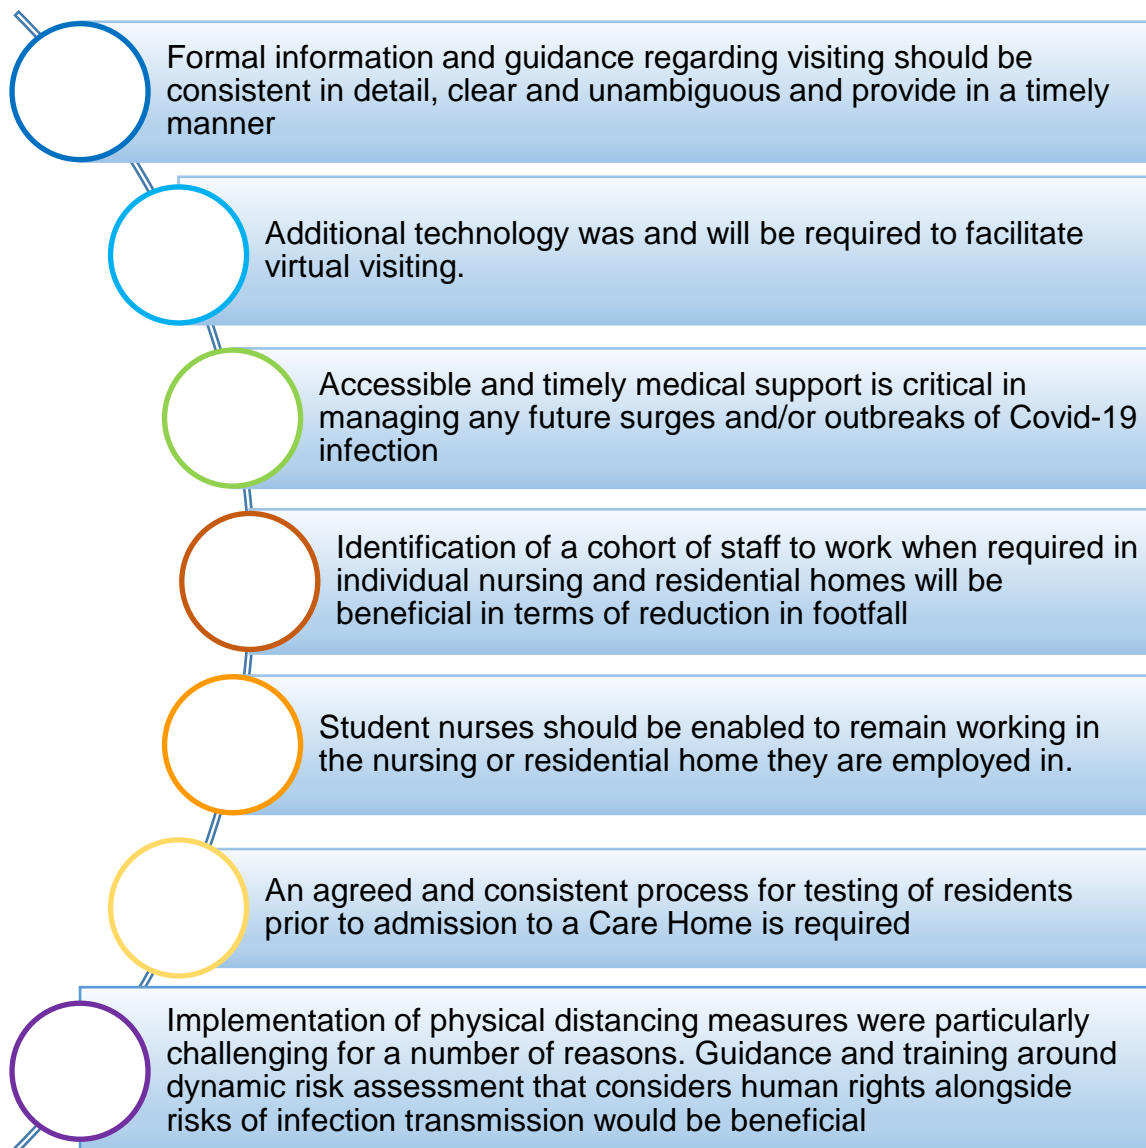 Formal information and guidance regarding visiting should be
consistent in detail, clear and unambiguous and provide in a timely
manner
Additional technology was and will be required to facilitate
virtual visiting.
Accessible and timely medical support is critical in
managing any future surges and/or outbreaks of Covid-19
infection
Identification of a cohort of staff to work when required in
individual nursing and residential homes will be
beneficial in terms of reduction in footfall
Student nurses should be enabled to remain working in
the nursing or residential home they are employed in.
An agreed and consistent process for testing of residents
prior to admission to a Care Home is required
Implementation of physical distancing measures were particularly
challenging for a number of reasons. Guidance and training around
dynamic risk assessment that considers human rights alongside
risks of infection transmission would be beneficial